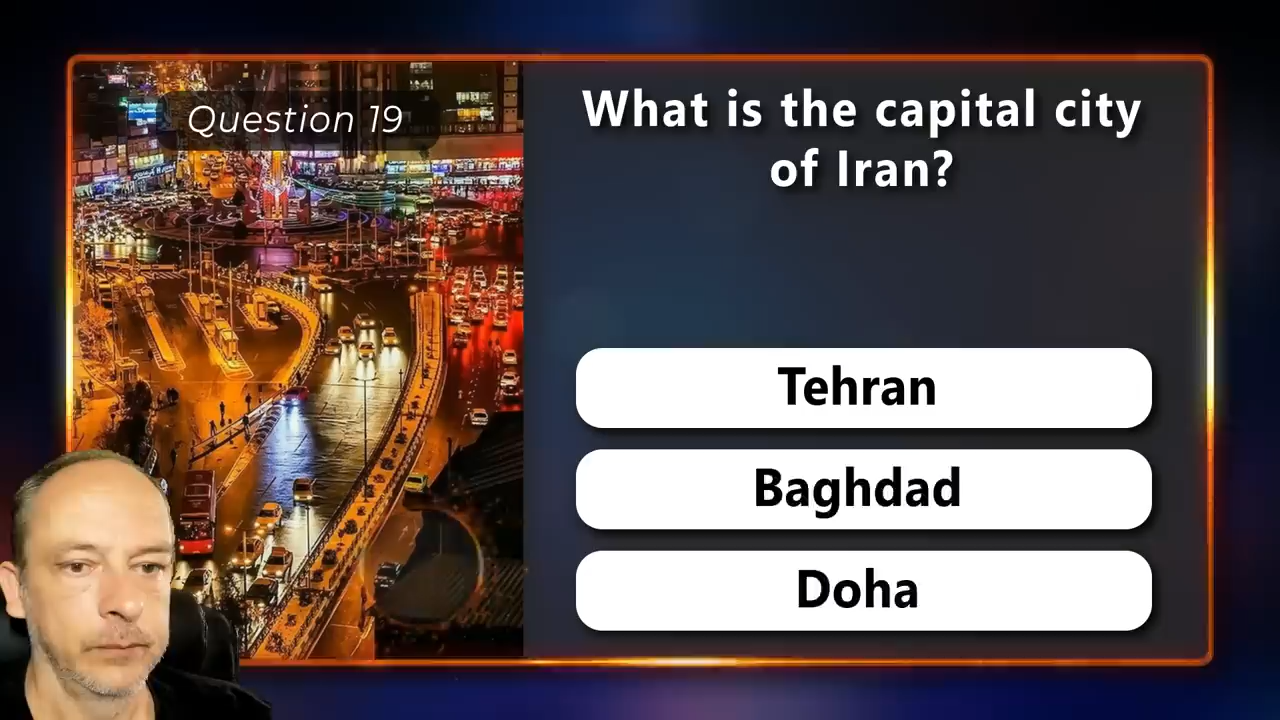 Question 19
What is the capital city
of Iran?
Tehran
Baghdad
Doha